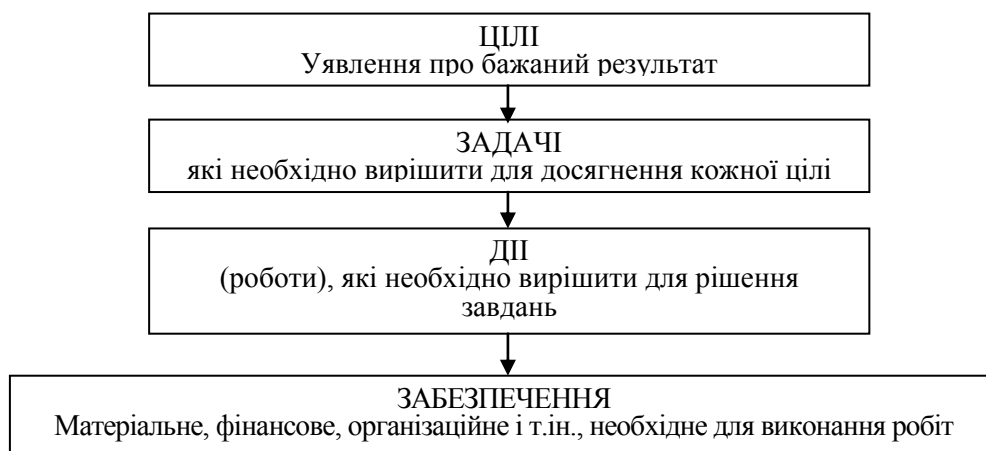 ЦІЛІ
Уявлення про бажаний результат
ЗАДАЧІ
які необхідно вирішити для досягнення кожної цілі
ДІІ
(роботи), які необхідно вирішити для рішення
завдань
ЗАБЕЗПЕЧЕННЯ
Матеріальне, фінансове, організаційне і т.ін., необхідне для виконання робіт